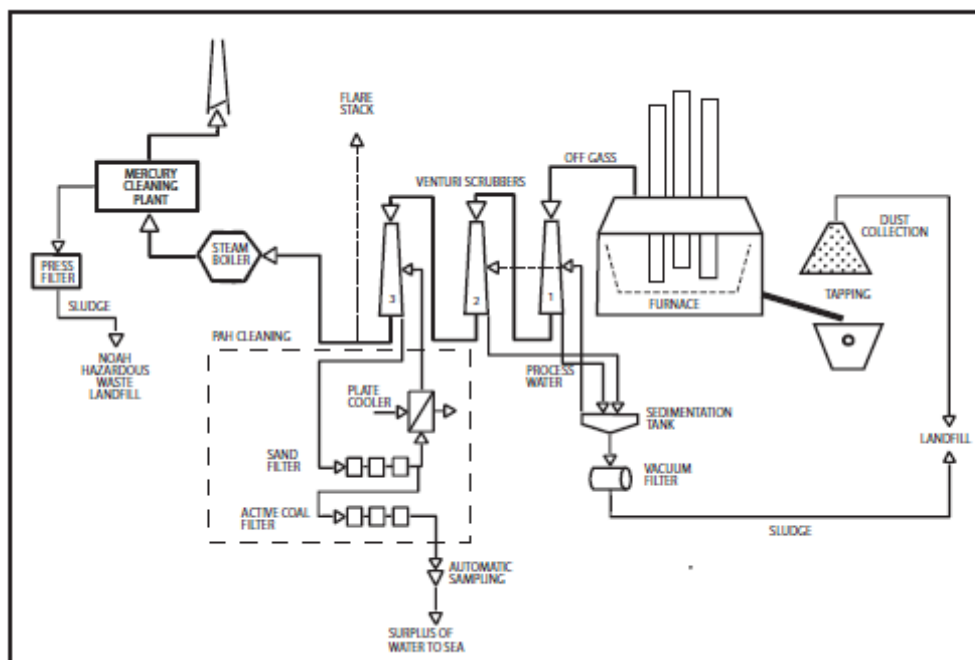 FLARE
STACK
OFF GASS
VENTURI SCRUBBERS
MERCURY
CLEANING
PLANT
DUST
COLLECTION
STEAM
BOILER
PRESS
FILTER
TAPPING
FURNACE
3
2
1
SLUDGE
PAH CLEANING
NOAH
HAZARDOUS
WASTE
LANDFILL
PROCESS
WATER
PLATE
COOLER
SEDIMENTATION
TANK
LANDFILL
SAND
FILTER
VACUUM
FILTER
ACTIVE COAL
FILTER
SLUDGE
AUTOMATIC
SAMPLING
SURPLUS OF
WATER TO SEA